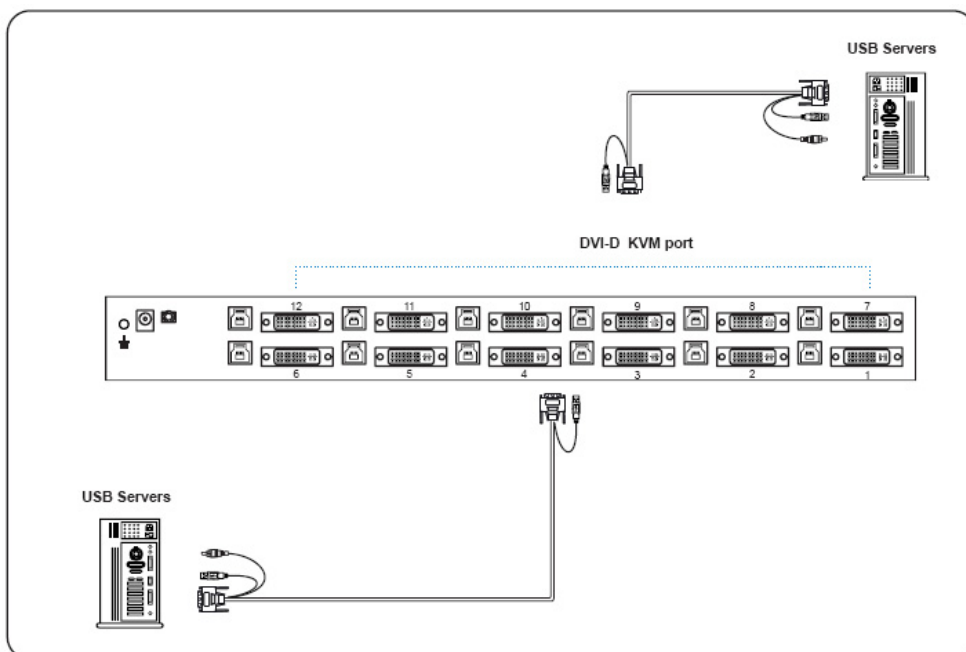 USB Servers
DVI-D KVM port
12 11 10 9 8 7
6 5 4 3 2 1
USB Servers